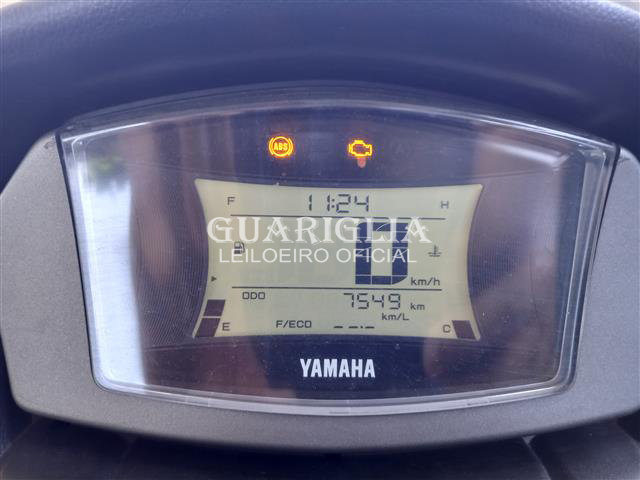 ABS
F 11:24 H
GUARIGLIA
LEILOEIRO OFICIAL
0 km/h
ODO 7549 km
km/L
E F/ECO --.- C
YAMAHA